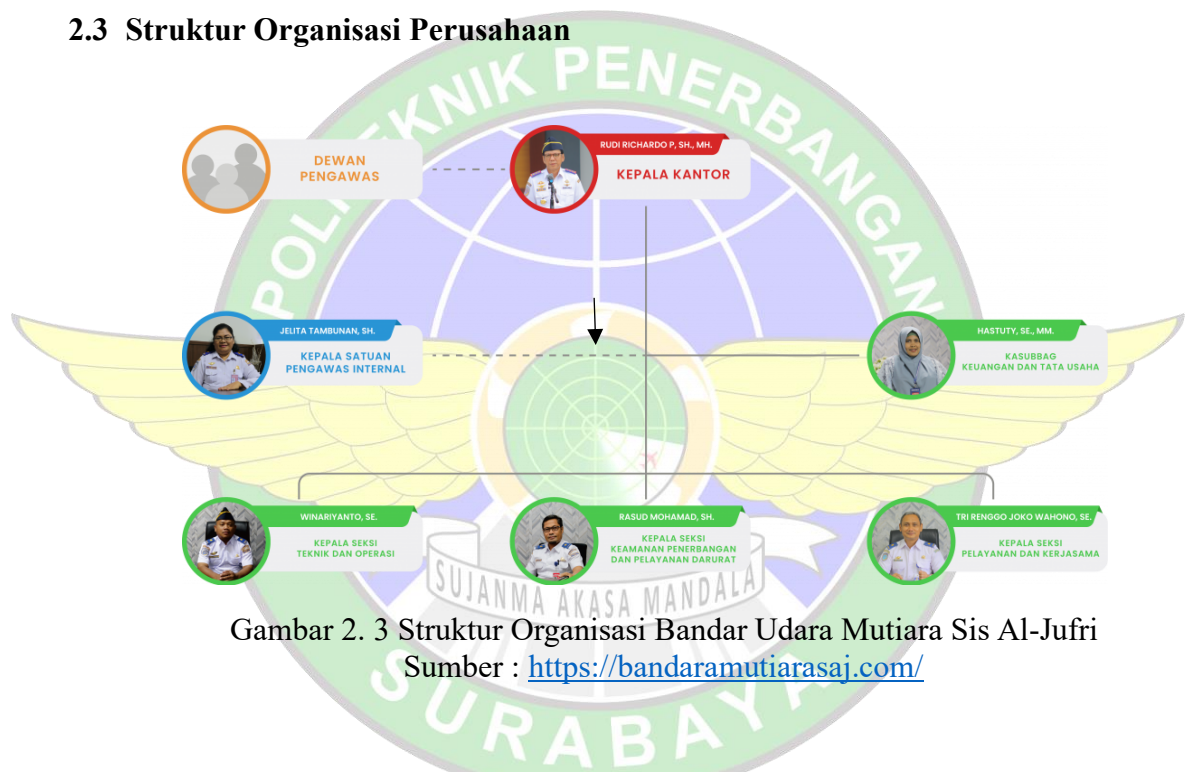 2.3 Struktur Organisasi Perusahaan
POLITEKNIK PENERBANGAN
RUDI RICHARDO P, SH., MH.
DEWAN
PENGAWAS
KEPALA KANTOR
JELITA TAMBUNAN, SH.
KEPALA SATUAN
PENGAWAS INTERNAL
HASTUTY, SE., MM.
KASUBBAG
KEUANGAN DAN TATA USAHA
WINARIYANTO, SE.
KEPALA SEKSI
TEKNIK DAN OPERASI
RASUD MOHAMAD, SH.
KEPALA SEKSI
KEAMANAN PENERBANGAN
DAN PELAYANAN DARURAT
TRI RENGGO JOKO WAHONO, SE.
KEPALA SEKSI
PELAYANAN DAN KERJASAMA
SUJANMA AKASA MANDALA
Gambar 2. 3 Struktur Organisasi Bandar Udara Mutiara Sis Al-Jufri
Sumber : https://bandaramutiarasaj.com/
SURABAYA